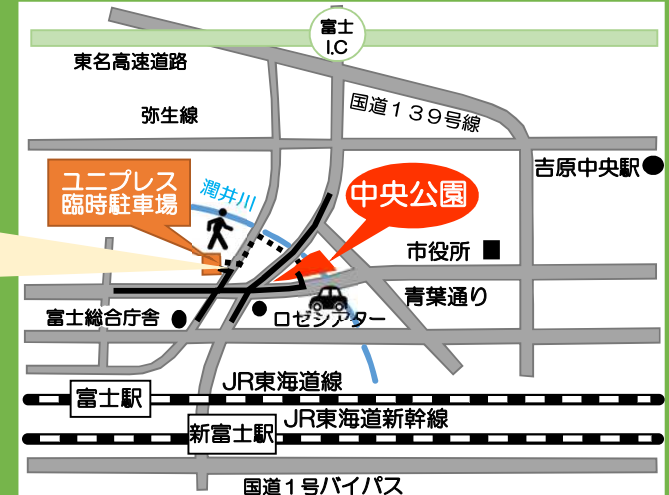 富士
I.C
東名高速道路
国道１３９号線
弥生線
吉原中央駅
ユニプレス
臨時駐車場
潤井川
中央公園
市役所
青葉通り
富士総合庁舎
ロゼシアター
JR東海道線
富士駅
JR東海道新幹線
新富士駅
国道１号バイパス